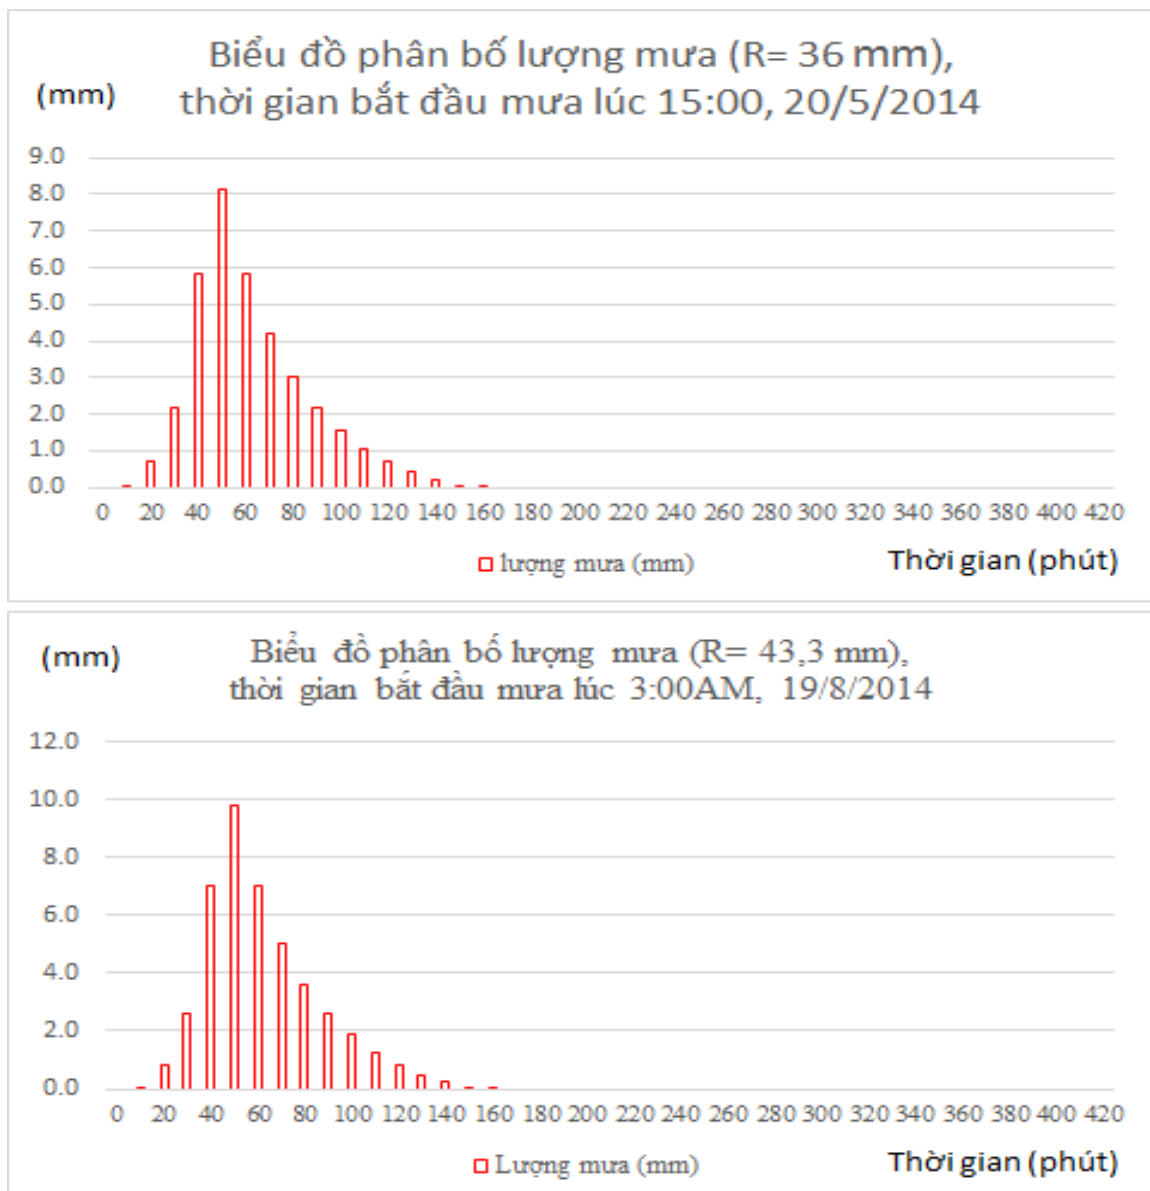 Biểu đồ phân bố lượng mưa (R= 36 mm),
(mm)
thời gian bắt đầu mưa lúc 15:00, 20/5/2014
9.0
8.0
7.0
6.0
5.0
4.0
3.0
2.0
1.0
0.0
0 20 40 60 80 100 120 140 160 180 200 220 240 260 280 300 320 340 360 380 400 420
lượng mưa (mm)
Thời gian (phút)
(mm)
Biểu đồ phân bố lượng mưa (R= 43,3 mm),
thời gian bắt đầu mưa lúc 3:00AM, 19/8/2014
12.0
10.0
8.0
6.0
4.0
2.0
0.0
0 20 40 60 80 100 120 140 160 180 200 220 240 260 280 300 320 340 360 380 400 420
Lượng mưa (mm)
Thời gian (phút)